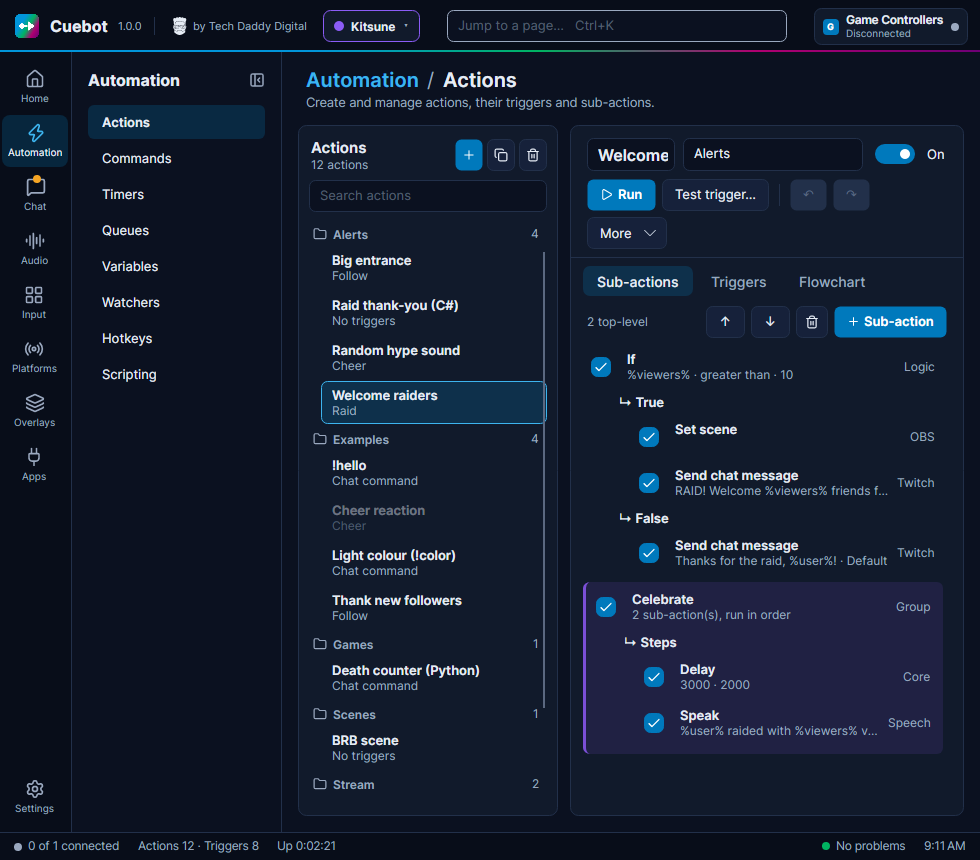 Cuebot 1.0.0 by Tech Daddy Digital Kitsune Jump to a page... Ctrl+K G Game Controllers
Disconnected
Home
Automation
Chat
Audio
Input
Platforms
Overlays
Apps
Settings
Automation
Actions
Commands
Timers
Queues
Variables
Watchers
Hotkeys
Scripting
Automation / Actions
Create and manage actions, their triggers and sub-actions.
Actions
12 actions
Search actions
Alerts 4
Big entrance
Follow
Raid thank-you (C#)
No triggers
Random hype sound
Cheer
Welcome raiders
Raid
Examples 4
!hello
Chat command
Cheer reaction
Cheer
Light colour (!color)
Chat command
Thank new followers
Follow
Games 1
Death counter (Python)
Chat command
Scenes 1
BRB scene
No triggers
Stream 2
Welcome Alerts On
Run Test trigger...
More
Sub-actions Triggers Flowchart
2 top-level + Sub-action
If
%viewers% · greater than · 10 Logic
↳ True
Set scene OBS
Send chat message
RAID! Welcome %viewers% friends f... Twitch
↳ False
Send chat message
Thanks for the raid, %user%! · Default Twitch
Celebrate
2 sub-action(s), run in order Group
↳ Steps
Delay
3000 · 2000 Core
Speak
%user% raided with %viewers% v... Speech
0 of 1 connected Actions 12 · Triggers 8 Up 0:02:21 No problems 9:11 AM